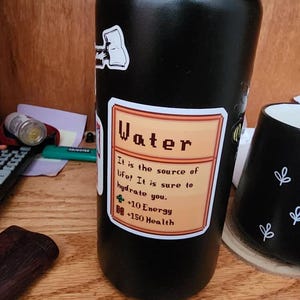 Water
It is the source of
life! It is sure to
hydrate you.
+10 Energy
+150 Health